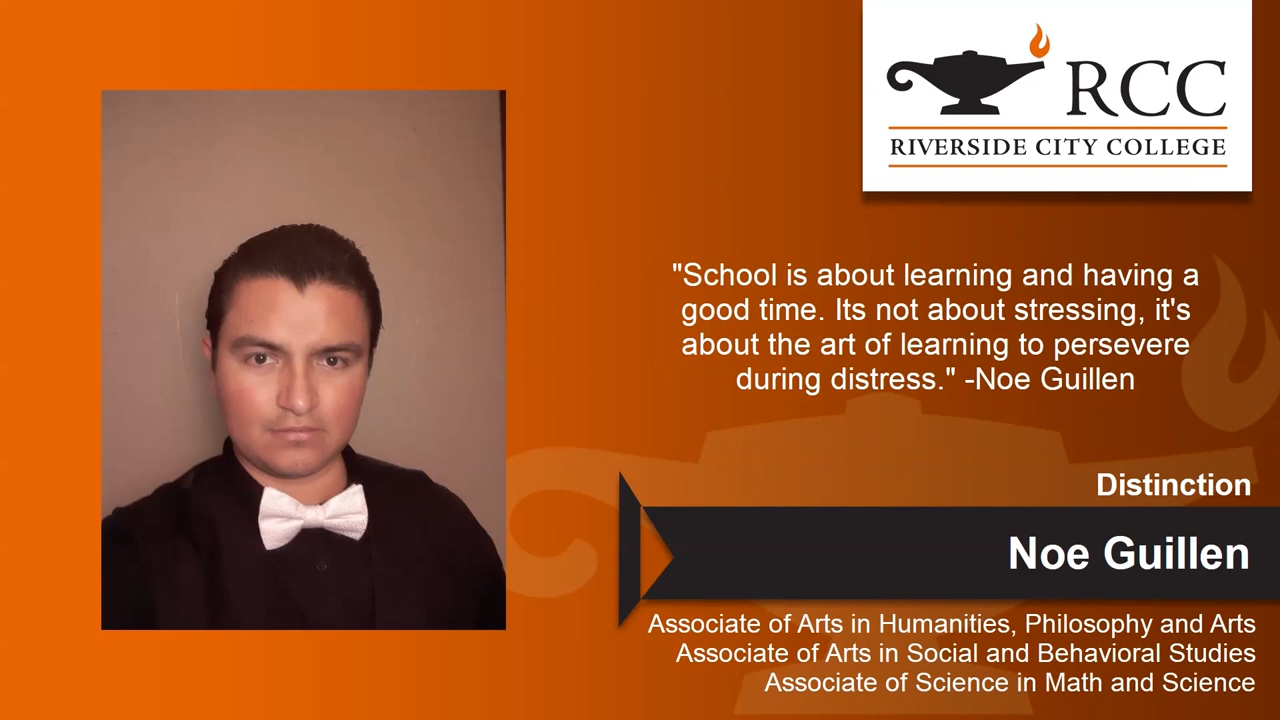 RCC
RIVERSIDE CITY COLLEGE
"School is about learning and having a
good time. Its not about stressing, it's
about the art of learning to persevere
during distress." -Noe Guillen
Distinction
Noe Guillen
Associate of Arts in Humanities, Philosophy and Arts
Associate of Arts in Social and Behavioral Studies
Associate of Science in Math and Science